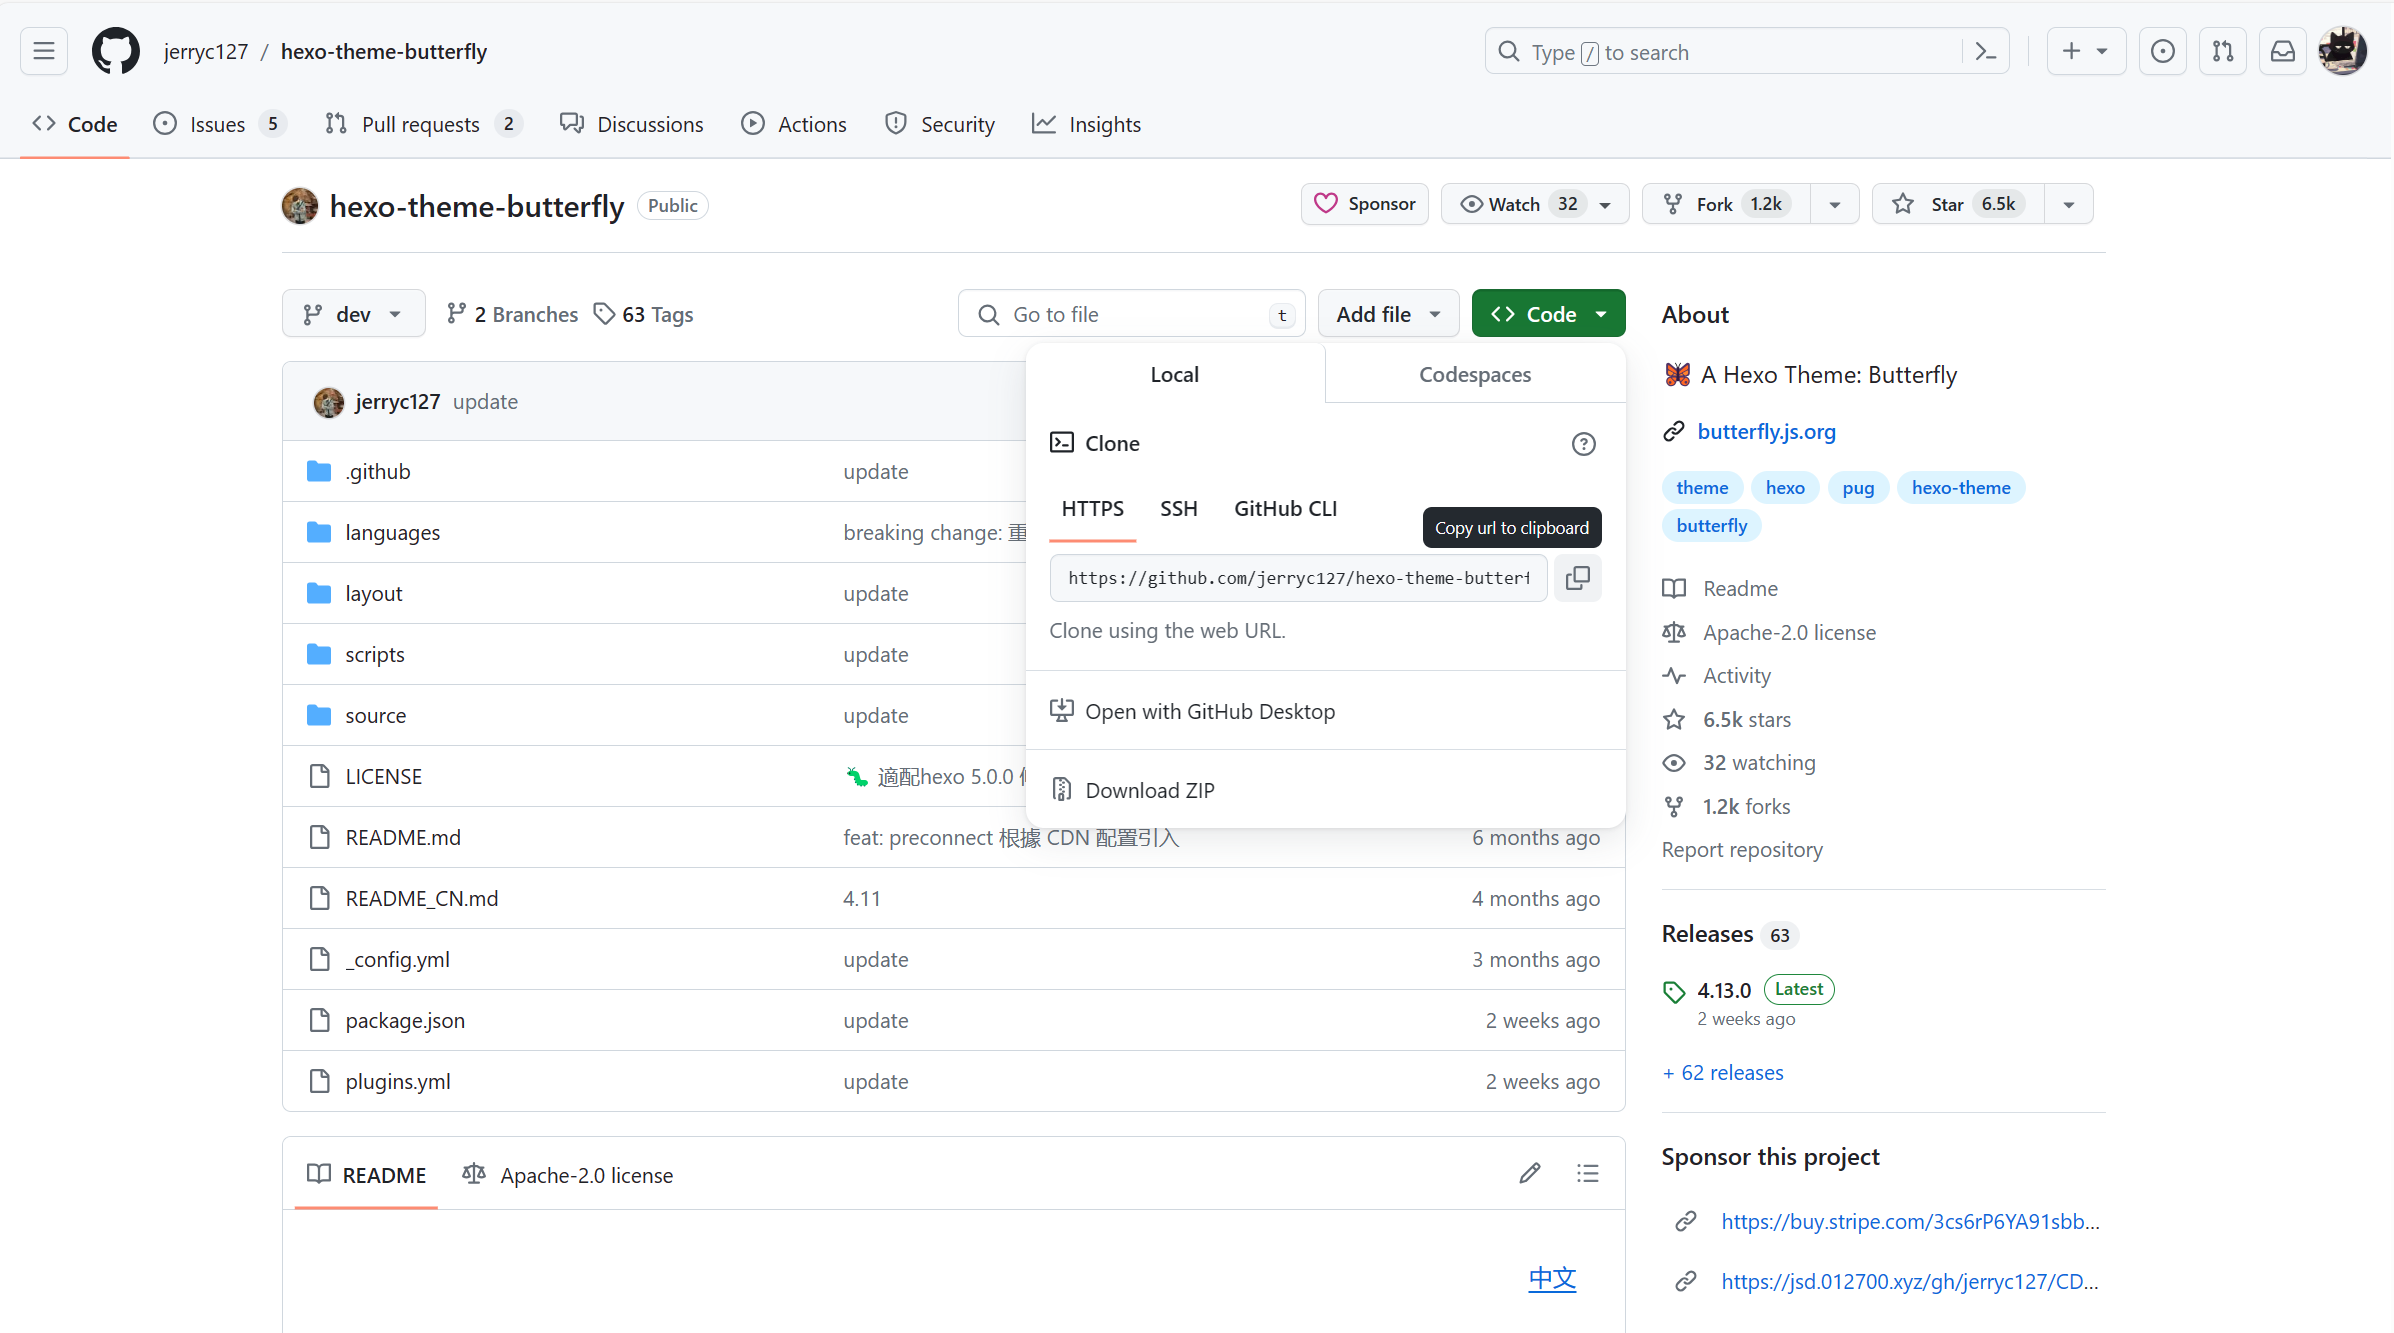 jerryc127 / hexo-theme-butterfly
Type / to search
Code
Issues 5
Pull requests 2
Discussions
Actions
Security
Insights
hexo-theme-butterfly Public
Sponsor
Watch 32
Fork 1.2k
Star 6.5k
dev
2 Branches
63 Tags
Go to file t
Add file
Code
Local
Codespaces
Clone
HTTPS
SSH
GitHub CLI
Copy url to clipboard
https://github.com/jerryc127/hexo-theme-butterf
Clone using the web URL.
Open with GitHub Desktop
Download ZIP
jerryc127 update
.github update
languages breaking change: 重
layout update
scripts update
source update
LICENSE 適配hexo 5.0.0
README.md feat: preconnect 根據 CDN 配置引入 6 months ago
README_CN.md 4.11 4 months ago
_config.yml update 3 months ago
package.json update 2 weeks ago
plugins.yml update 2 weeks ago
README
Apache-2.0 license
中文
About
A Hexo Theme: Butterfly
butterfly.js.org
theme hexo pug hexo-theme
butterfly
Readme
Apache-2.0 license
Activity
6.5k stars
32 watching
1.2k forks
Report repository
Releases 63
4.13.0 Latest
2 weeks ago
+ 62 releases
Sponsor this project
https://buy.stripe.com/3cs6rP6YA91sbb...
https://jsd.012700.xyz/gh/jerryc127/CD...